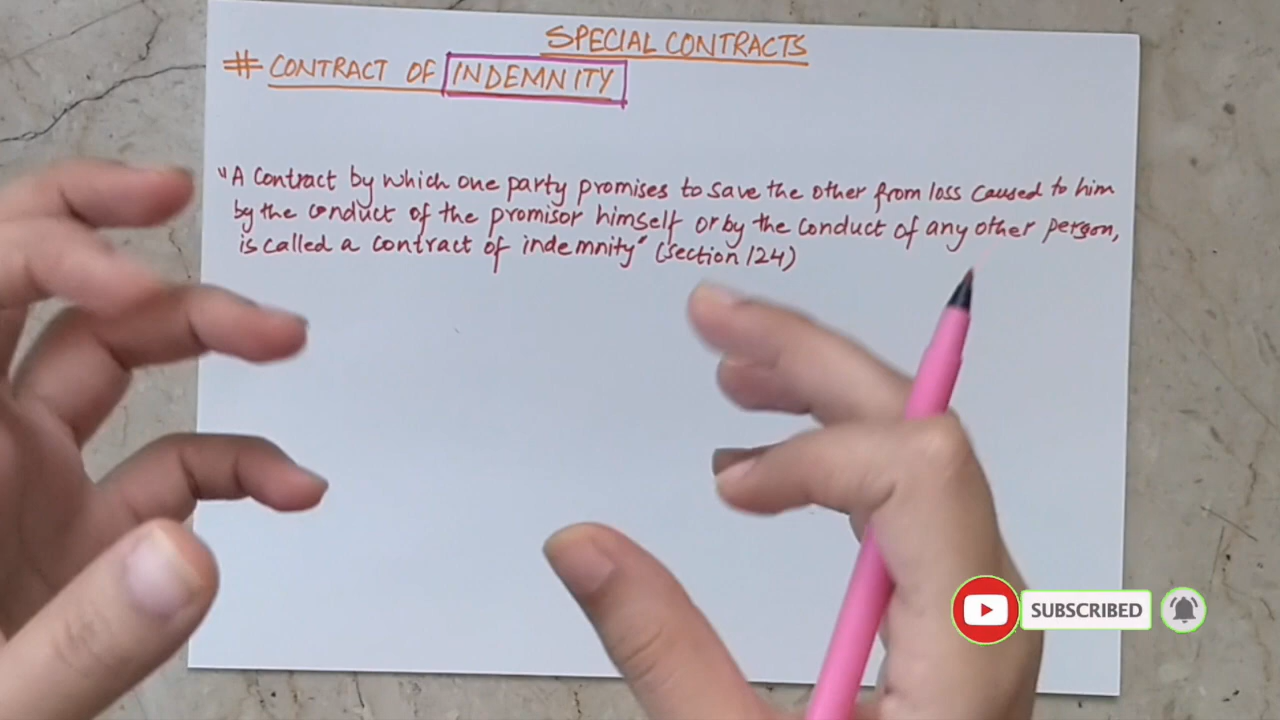 SPECIAL CONTRACTS
# CONTRACT OF INDEMNITY
"A Contract by which one party promises to save the other from loss caused to him
by the conduct of the promisor himself or by the conduct of any other person,
is called a contract of indemnity" (Section 124)
SUBSCRIBED